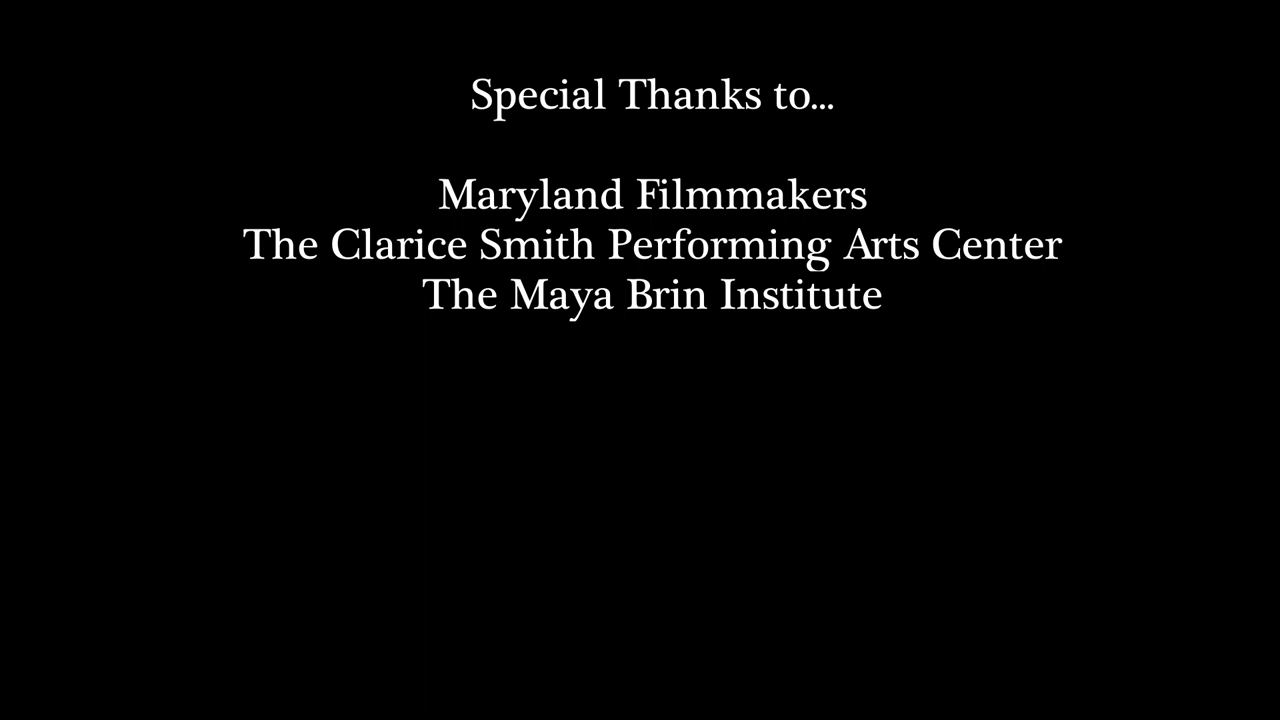 Special Thanks to...
Maryland Filmmakers
The Clarice Smith Performing Arts Center
The Maya Brin Institute